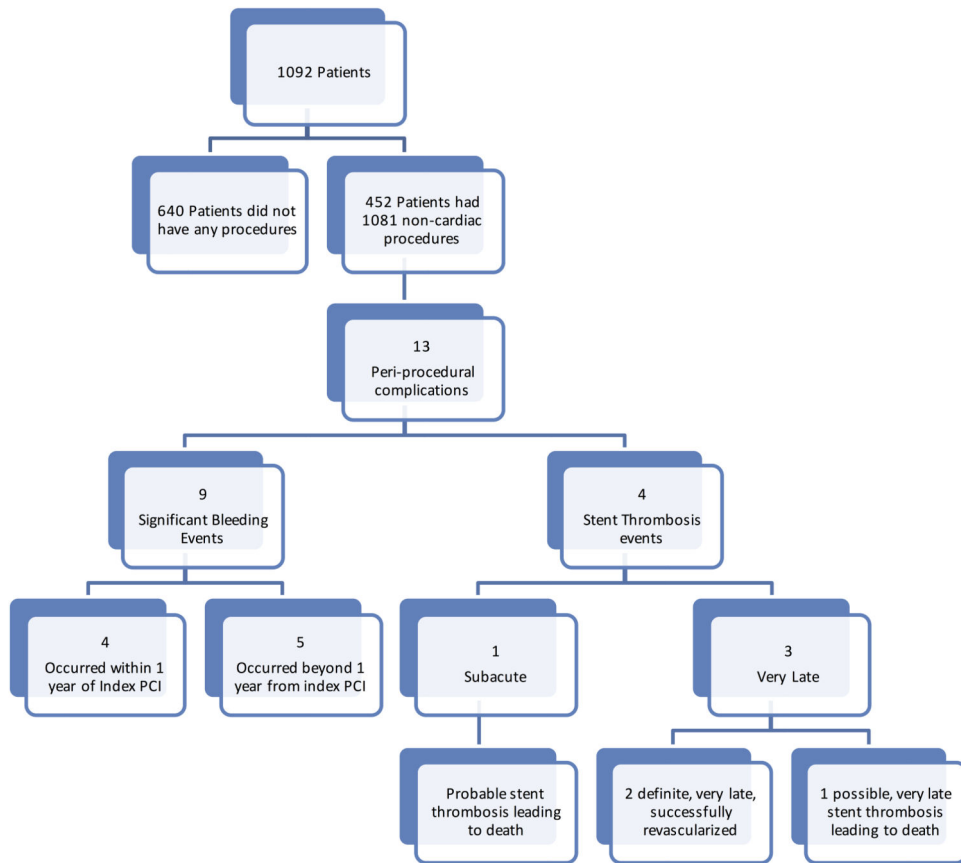 1092 Patients
640 Patients did not
have any procedures
452 Patients had
1081 non-cardiac
procedures
13
Peri-procedural
complications
9
Significant Bleeding
Events
4
Stent Thrombosis
events
4
Occurred within 1
year of Index PCI
5
Occurred beyond 1
year from index PCI
1
Subacute
3
Very Late
Probable stent
thrombosis leading
to death
2 definite, very late,
successfully
revascularized
1 possible, very late
stent thrombosis
leading to death